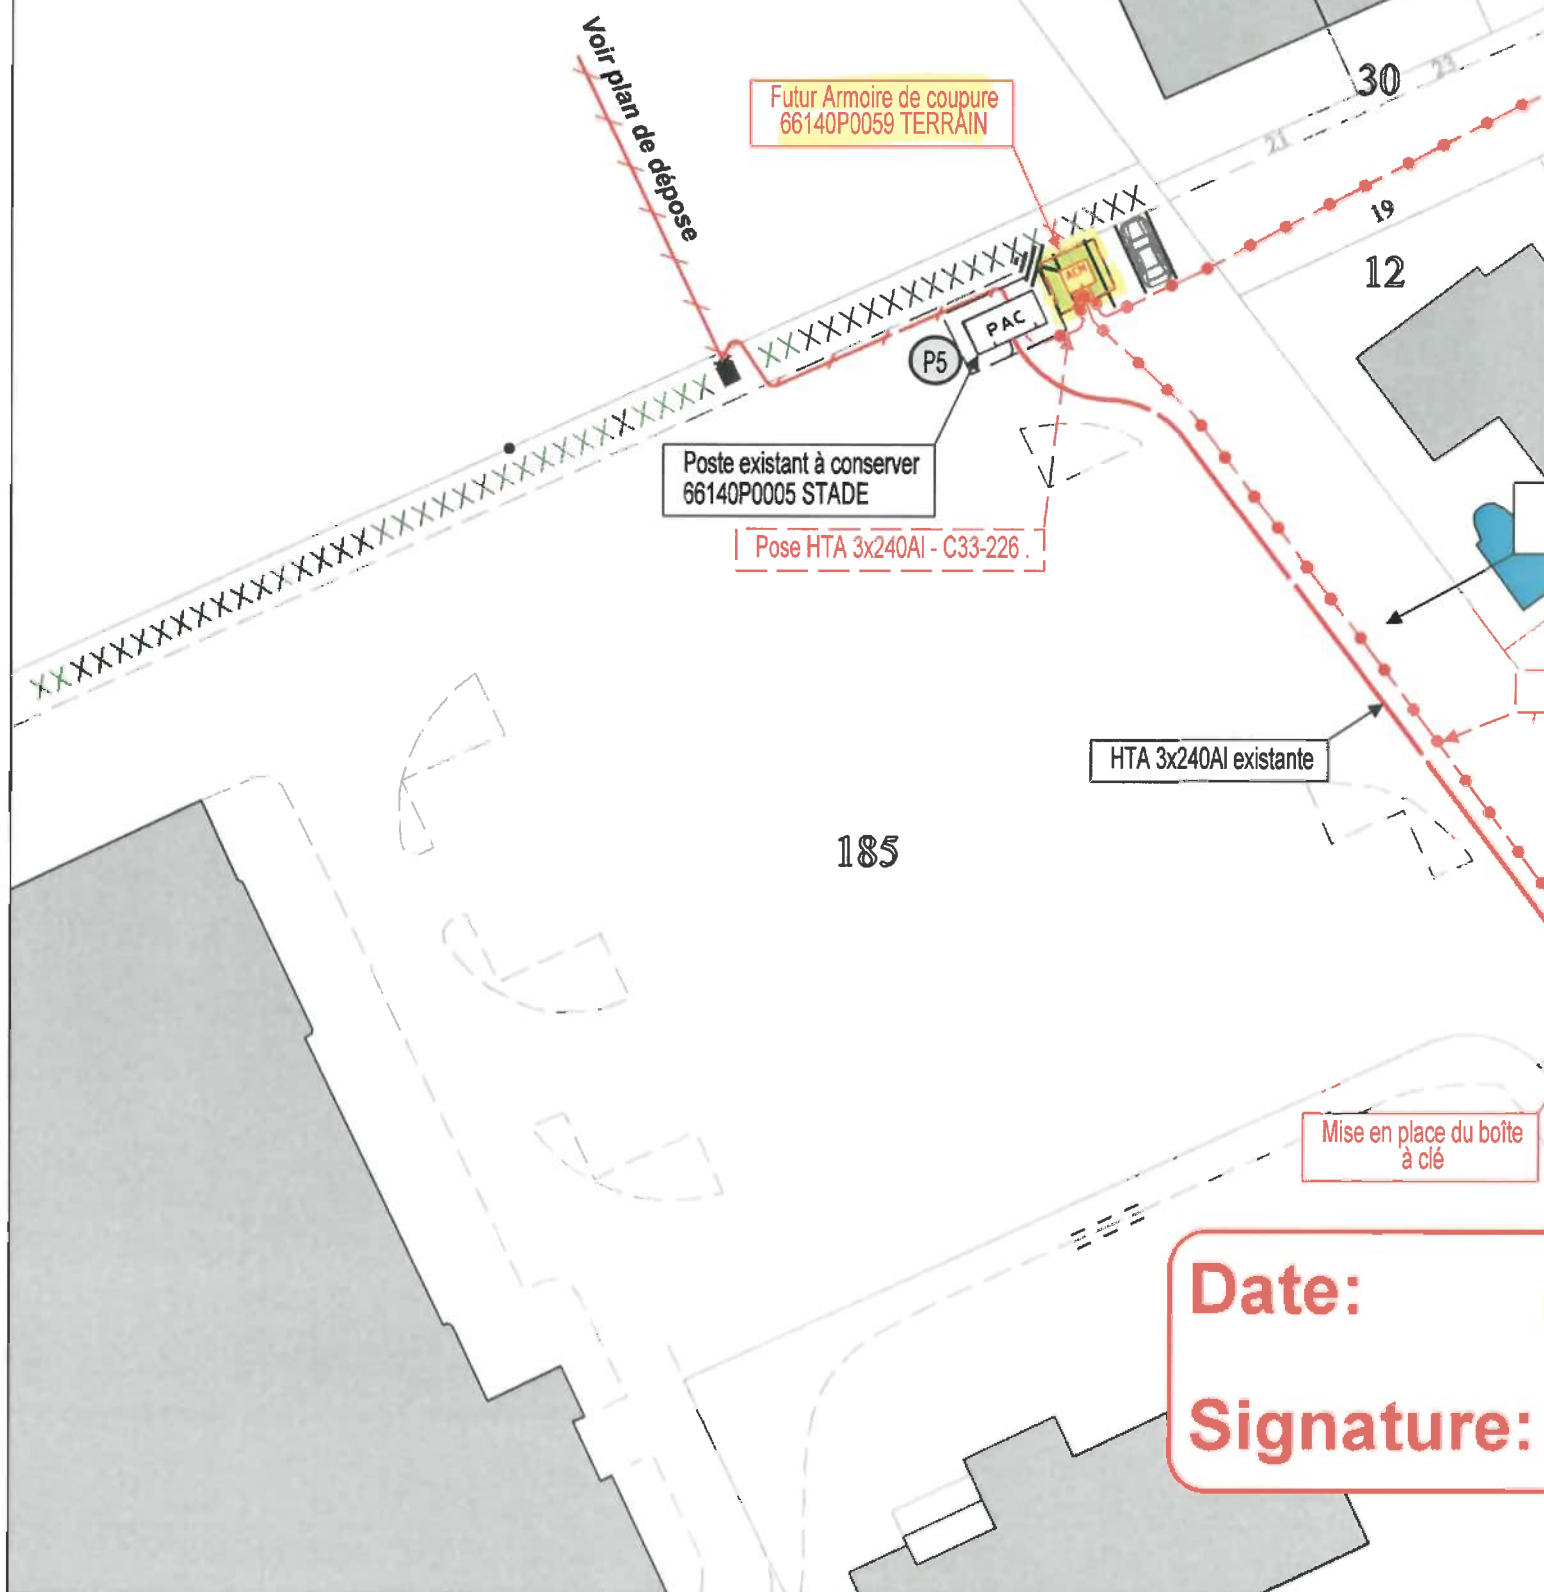 Voir plan de dépose
Futur Armoire de coupure
66140P0059 TERRAIN
30
23
21
19
12
ACM
PAC
P5
Poste existant à conserver
66140P0005 STADE
Pose HTA 3x240Al - C33-226 .
HTA 3x240Al existante
185
Mise en place du boîte
à clé
Date:
Signature: